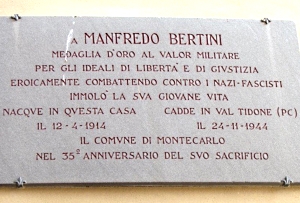 A MANFREDO BERTINI
MEDAGLIA D'ORO AL VALOR MILITARE
PER GLI IDEALI DI LIBERTA' E DI GIVSTIZIA
EROICAMENTE COMBATTENDO CONTRO I NAZI-FASCISTI
IMMOLÒ LA SVA GIOVANE VITA
NACQVE IN QVESTA CASA CADDE IN VAL TIDONE (PC)
IL 12-4-1914 IL 24-11-1944
IL COMVNE DI MONTECARLO
NEL 35° ANNIVERSARIO DEL SVO SACRIFICIO